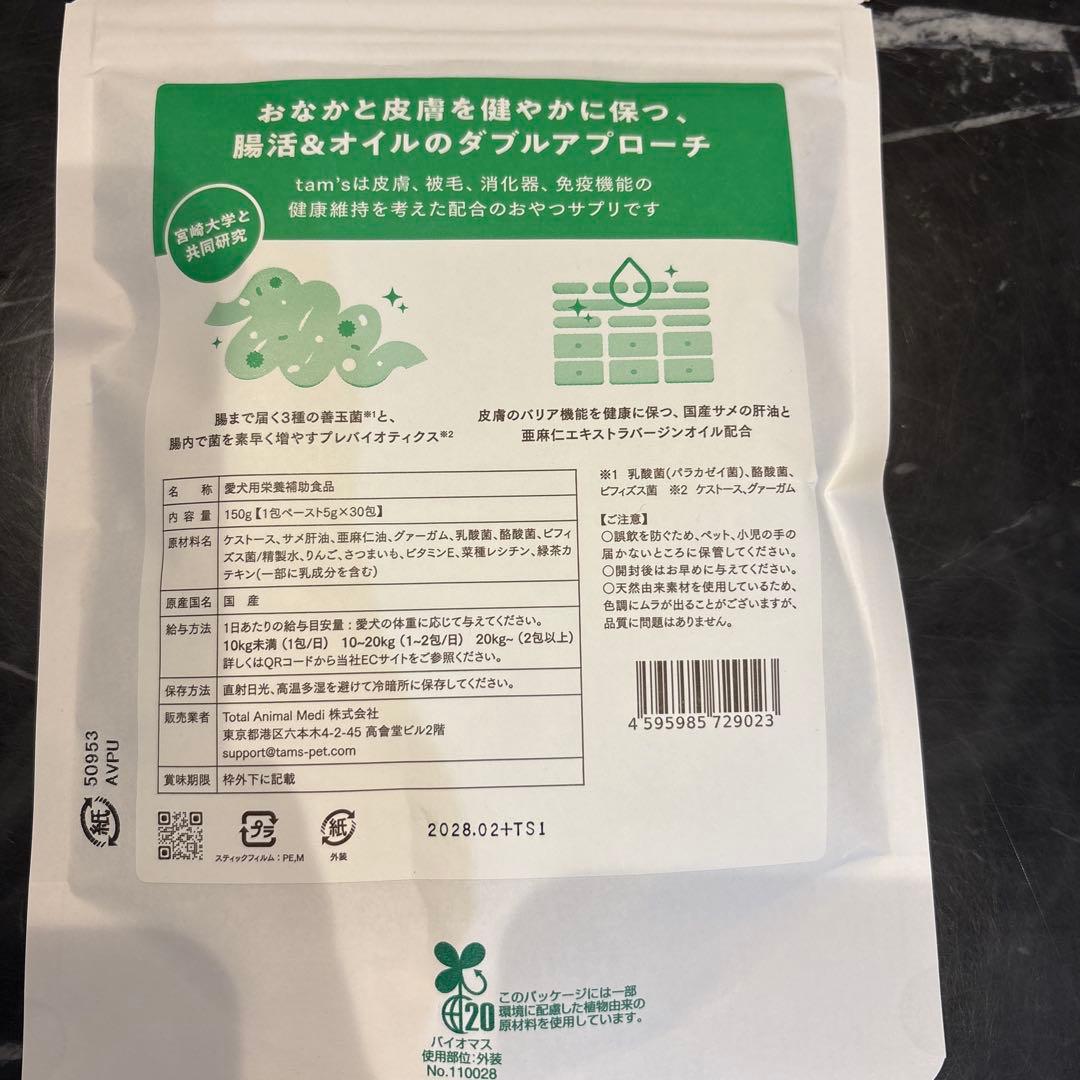 おなかと皮膚を健やかに保つ、
腸活&オイルのダブルアプローチ
tam'sは皮膚、被毛、消化器、免疫機能の
健康維持を考えた配合のおやつサプリです
宮崎大学と
共同研究
腸まで届く3種の善玉菌※1と、
腸内で菌を素早く増やすプレバイオティクス※2
皮膚のバリア機能を健康に保つ、国産サメの肝油と
亜麻仁エキストラバージンオイル配合
名 称 愛犬用栄養補助食品
内容量 150g【1包ペースト5g×30包】
原材料名 ケストース、サメ肝油、亜麻仁油、グァーガム、乳酸菌、酪酸菌、ビフィ
ズス菌/精製水、りんご、さつまいも、ビタミンE、菜種レシチン、緑茶カ
テキン(一部に乳成分を含む)
原産国名 国 産
給与方法 1日あたりの給与目安量:愛犬の体重に応じて与えてください。
10kg未満(1包/日) 10~20kg(1~2包/日) 20kg~(2包以上)
詳しくはQRコードから当社ECサイトをご参照ください。
保存方法 直射日光、高温多湿を避けて冷暗所に保存してください。
販売業者 Total Animal Medi 株式会社
東京都港区六本木4-2-45 高會堂ビル2階
support@tams-pet.com
賞味期限 枠外下に記載
※1 乳酸菌(パラカゼイ菌)、酪酸菌、
ビフィズス菌 ※2 ケストース、グァーガム
【ご注意】
○誤飲を防ぐため、ペット、小児の手の
届かないところに保管してください。
○開封後はお早めに与えてください。
○天然由来素材を使用しているため、
色調にムラが出ることがございますが、
品質に問題はありません。
4 595985 729023
50953
AVPU
紙
プラ
スティックフィルム:PE,M
紙
外装
2028.02+TS1
20
バイオマス
使用部位:外装
No.110028
このパッケージには一部
環境に配慮した植物由来の
原材料を使用しています。